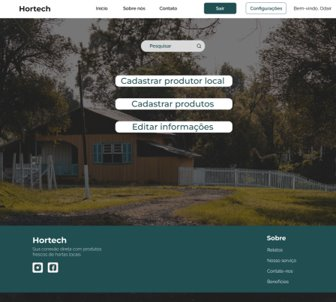 Hortech
Início Sobre nós Contato Sair Configurações Bem-vindo, Oder
Pesquisar
Cadastrar produtor local
Cadastrar produtos
Editar informações
Hortech
Sua conexão direta com produtos
frescos de hortas locais.
Sobre
Relatos
Nosso serviço
Contate-nos
Benefícios